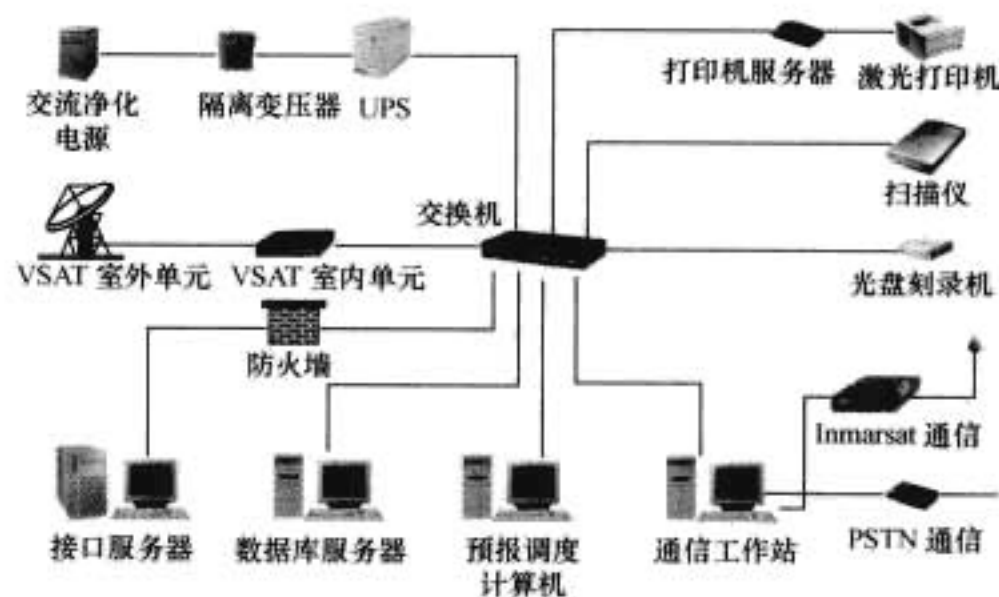 交流净化
电源
隔离变压器
UPS
打印机服务器
激光打印机
扫描仪
交换机
VSAT 室外单元
VSAT 室内单元
光盘刻录机
防火墙
Inmarsat 通信
接口服务器
数据库服务器
预报调度
计算机
通信工作站
PSTN 通信